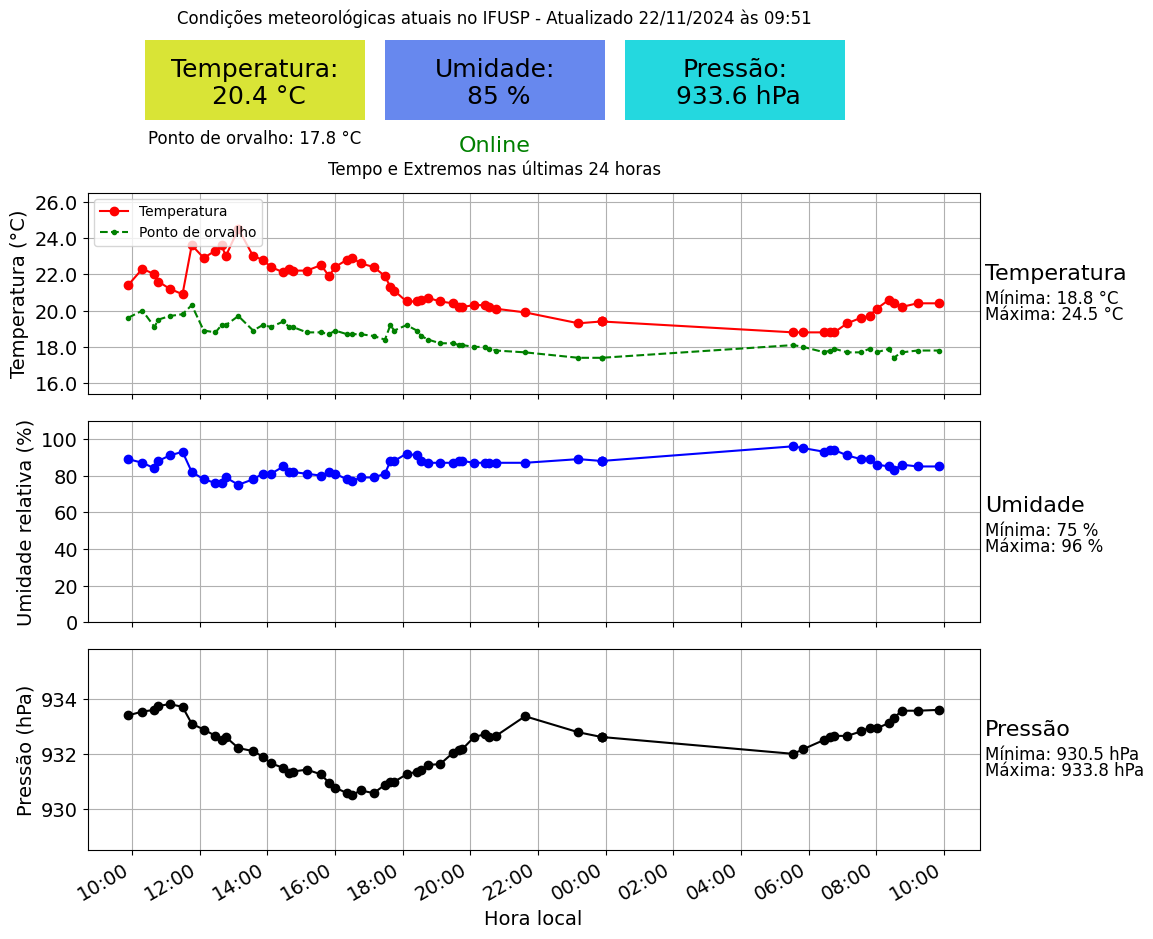 Condições meteorológicas atuais no IFUSP - Atualizado 22/11/2024 às 09:51
Temperatura:
20.4 °C
Umidade:
85 %
Pressão:
933.6 hPa
Ponto de orvalho: 17.8 °C
Online
Tempo e Extremos nas últimas 24 horas
Temperatura (°C)
26.0
24.0
22.0
20.0
18.0
16.0
Temperatura
Ponto de orvalho
Temperatura
Mínima: 18.8 °C
Máxima: 24.5 °C
Umidade relativa (%)
100
80
60
40
20
0
Umidade
Mínima: 75 %
Máxima: 96 %
Pressão (hPa)
934
932
930
Pressão
Mínima: 930.5 hPa
Máxima: 933.8 hPa
10:00 12:00 14:00 16:00 18:00 20:00 22:00 00:00 02:00 04:00 06:00 08:00 10:00
Hora local